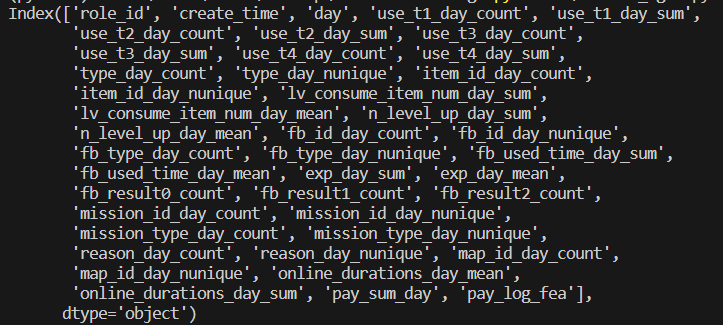 Index(['role_id', 'create_time', 'day', 'use_t1_day_count', 'use_t1_day_sum',
'use_t2_day_count', 'use_t2_day_sum', 'use_t3_day_count',
'use_t3_day_sum', 'use_t4_day_count', 'use_t4_day_sum',
'type_day_count', 'type_day_nunique', 'item_id_day_count',
'item_id_day_nunique', 'lv_consume_item_num_day_sum',
'lv_consume_item_num_day_mean', 'n_level_up_day_sum',
'n_level_up_day_mean', 'fb_id_day_count', 'fb_id_day_nunique',
'fb_type_day_count', 'fb_type_day_nunique', 'fb_used_time_day_sum',
'fb_used_time_day_mean', 'exp_day_sum', 'exp_day_mean',
'fb_result0_count', 'fb_result1_count', 'fb_result2_count',
'mission_id_day_count', 'mission_id_day_nunique',
'mission_type_day_count', 'mission_type_day_nunique',
'reason_day_count', 'reason_day_nunique', 'map_id_day_count',
'map_id_day_nunique', 'online_durations_day_mean',
'online_durations_day_sum', 'pay_sum_day', 'pay_log_fea'],
dtype='object')